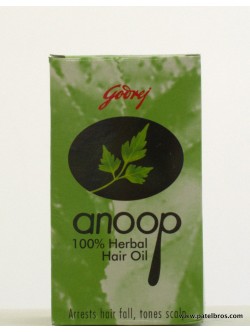 Godrej
anoop
100% Herbal
Hair Oil
Arrests hair fall, tones scalp
www.patelbros.com